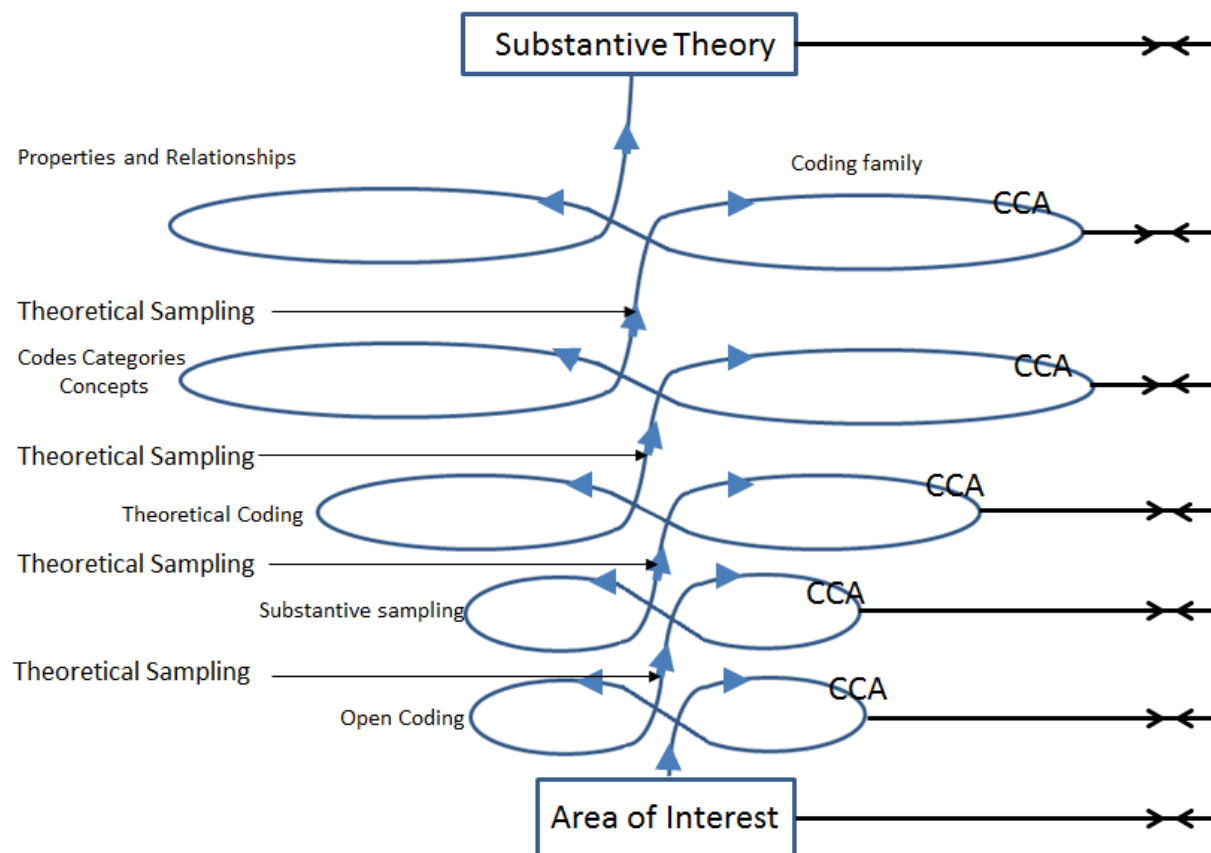 Substantive Theory
Properties and Relationships
Coding family
CCA
Theoretical Sampling
Codes Categories
Concepts
CCA
Theoretical Sampling
CCA
Theoretical Coding
Theoretical Sampling
CCA
Substantive sampling
Theoretical Sampling
CCA
Open Coding
Area of Interest